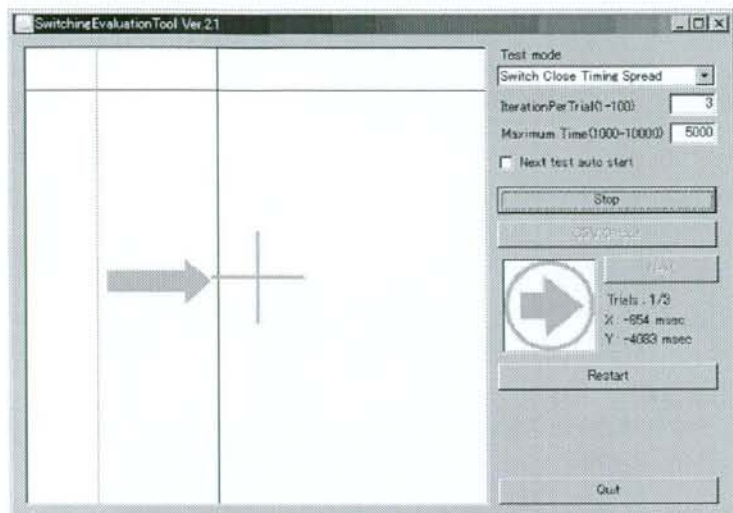 SwitchingEvaluationTool Ver.2.1
Test mode
Switch Close Timing Spread
IterationPerTrial(1-100) 3
Maximum Time(1000-10000) 5000
Next test auto start
Stop
Next
Trials : 1/3
X : -654 msec
Y : -4083 msec
Restart
Quit